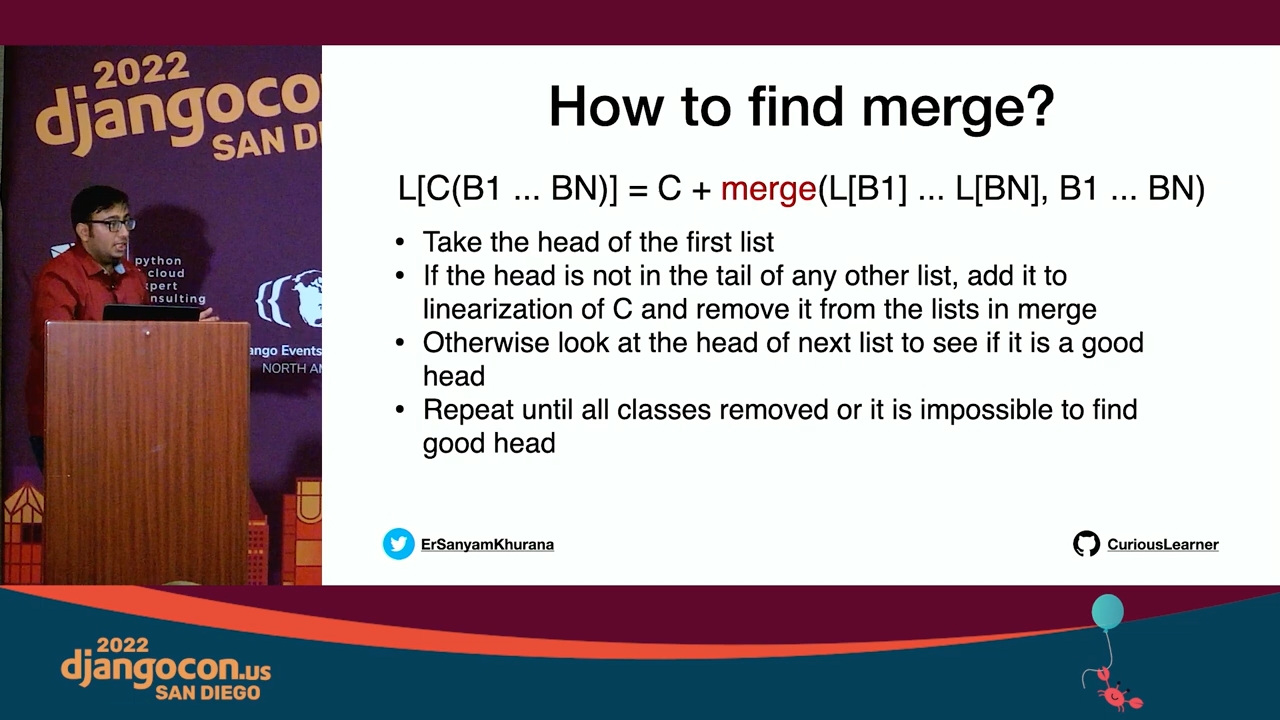 2022
djangoco
SAN DI
python
cloud
xpert
nsulting
ango Events
NORTH AM
How to find merge?
L[C(B1 ... BN)] = C + merge(L[B1] ... L[BN], B1 ... BN)
• Take the head of the first list
• If the head is not in the tail of any other list, add it to
linearization of C and remove it from the lists in merge
• Otherwise look at the head of next list to see if it is a good
head
• Repeat until all classes removed or it is impossible to find
good head
ErSanyamKhurana
CuriousLearner
2022
djangocon.us
SAN DIEGO